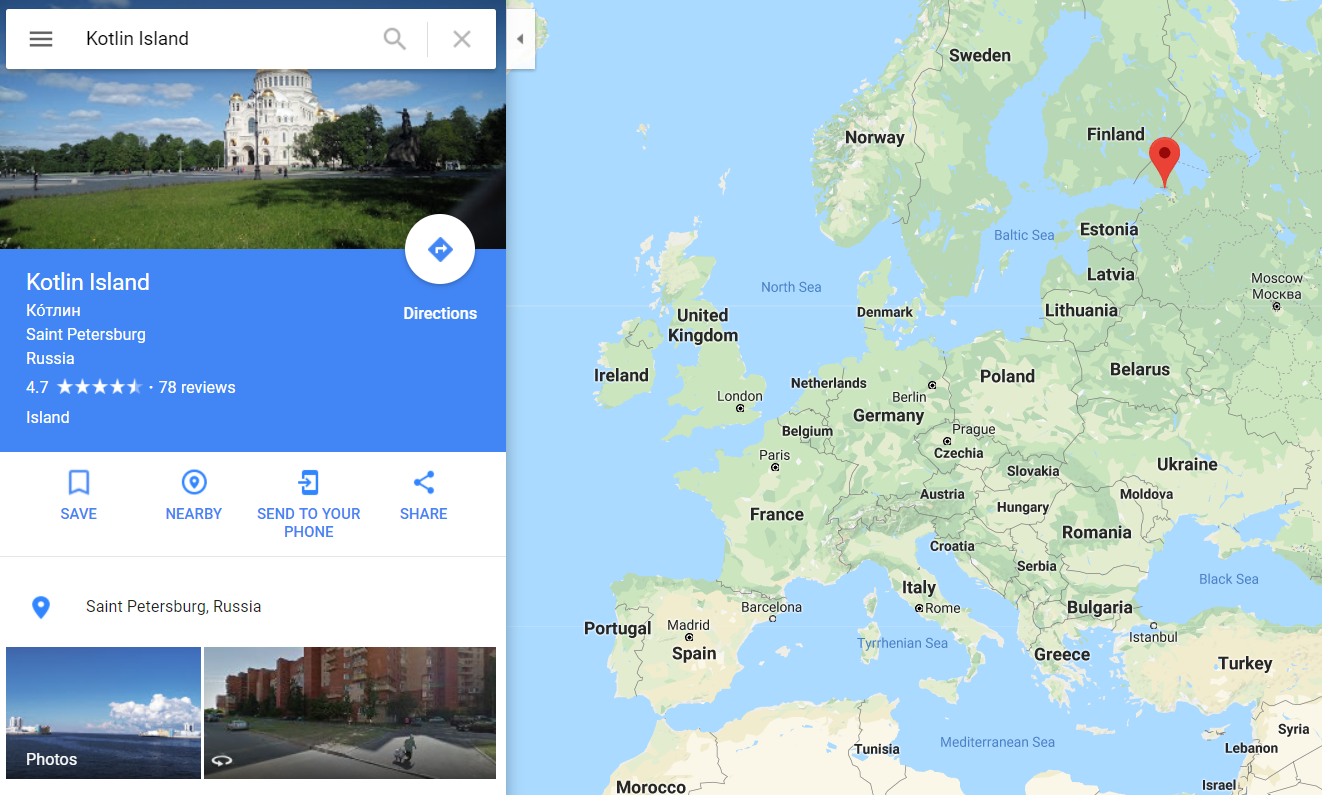 Kotlin Island
Kotlin Island
Ко́тлин
Saint Petersburg
Russia
4.7 · 78 reviews
Island
Directions
SAVE
NEARBY
SEND TO YOUR
PHONE
SHARE
Saint Petersburg, Russia
Photos
Sweden
Norway
Finland
Baltic Sea
Estonia
Latvia
Moscow
Москва
North Sea
Lithuania
Denmark
United
Kingdom
Ireland
Belarus
Poland
Netherlands
Berlin
London
Germany
Belgium
Prague
Czechia
Paris
Ukraine
Slovakia
Austria
Moldova
Hungary
France
Romania
Croatia
Serbia
Black Sea
Italy
Rome
Barcelona
Bulgaria
Portugal
Madrid
Spain
Istanbul
Tyrrhenian Sea
Greece
Turkey
Syria
Mediterranean Sea
Tunisia
Lebanon
Israel
Morocco